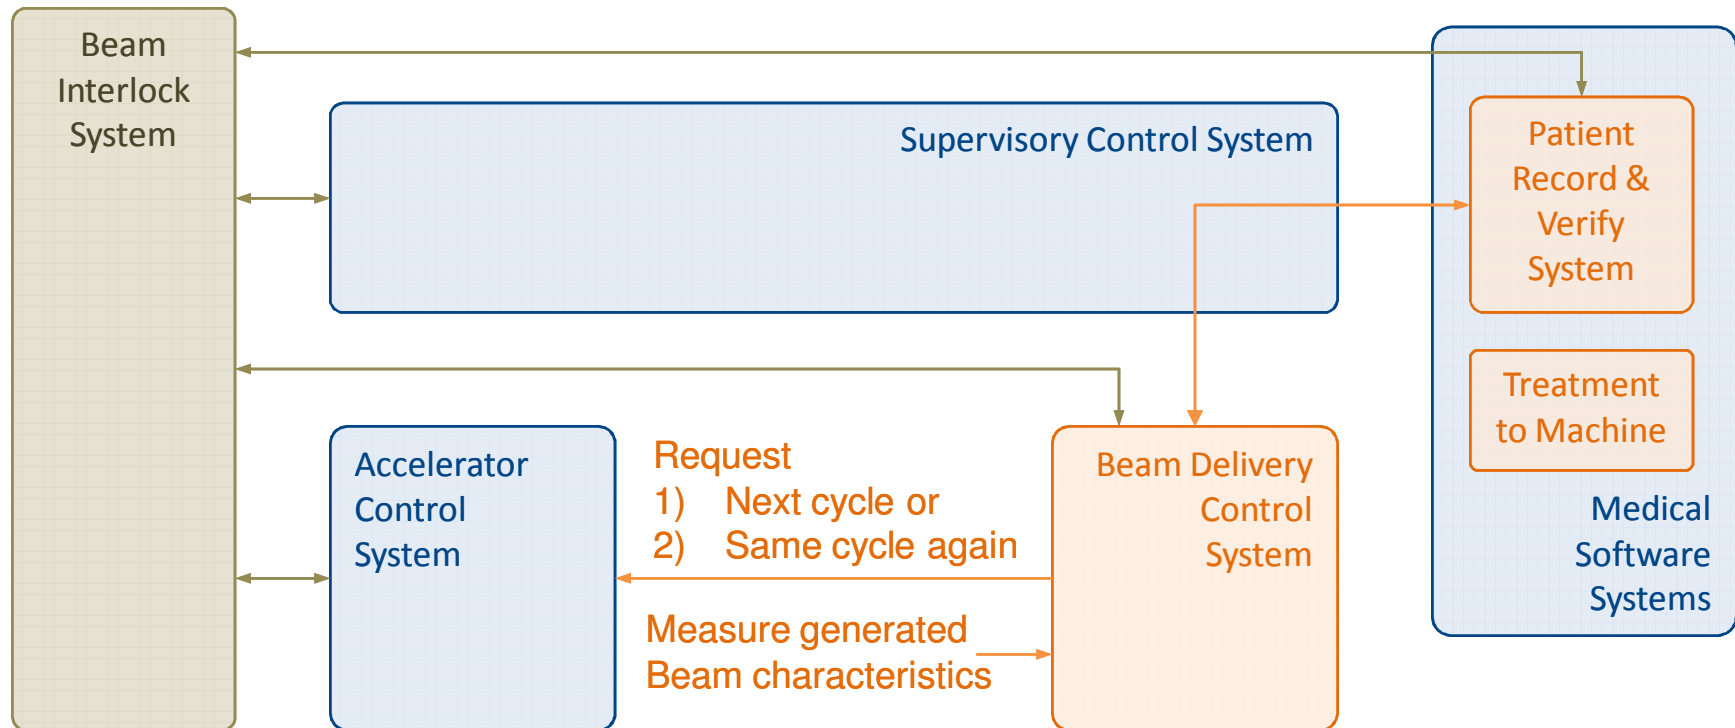 Beam
Interlock
System
Supervisory Control System
Patient
Record &
Verify
System
Treatment
to Machine
Medical
Software
Systems
Accelerator
Control
System
Request
1) Next cycle or
2) Same cycle again
Measure generated
Beam characteristics
Beam Delivery
Control
System